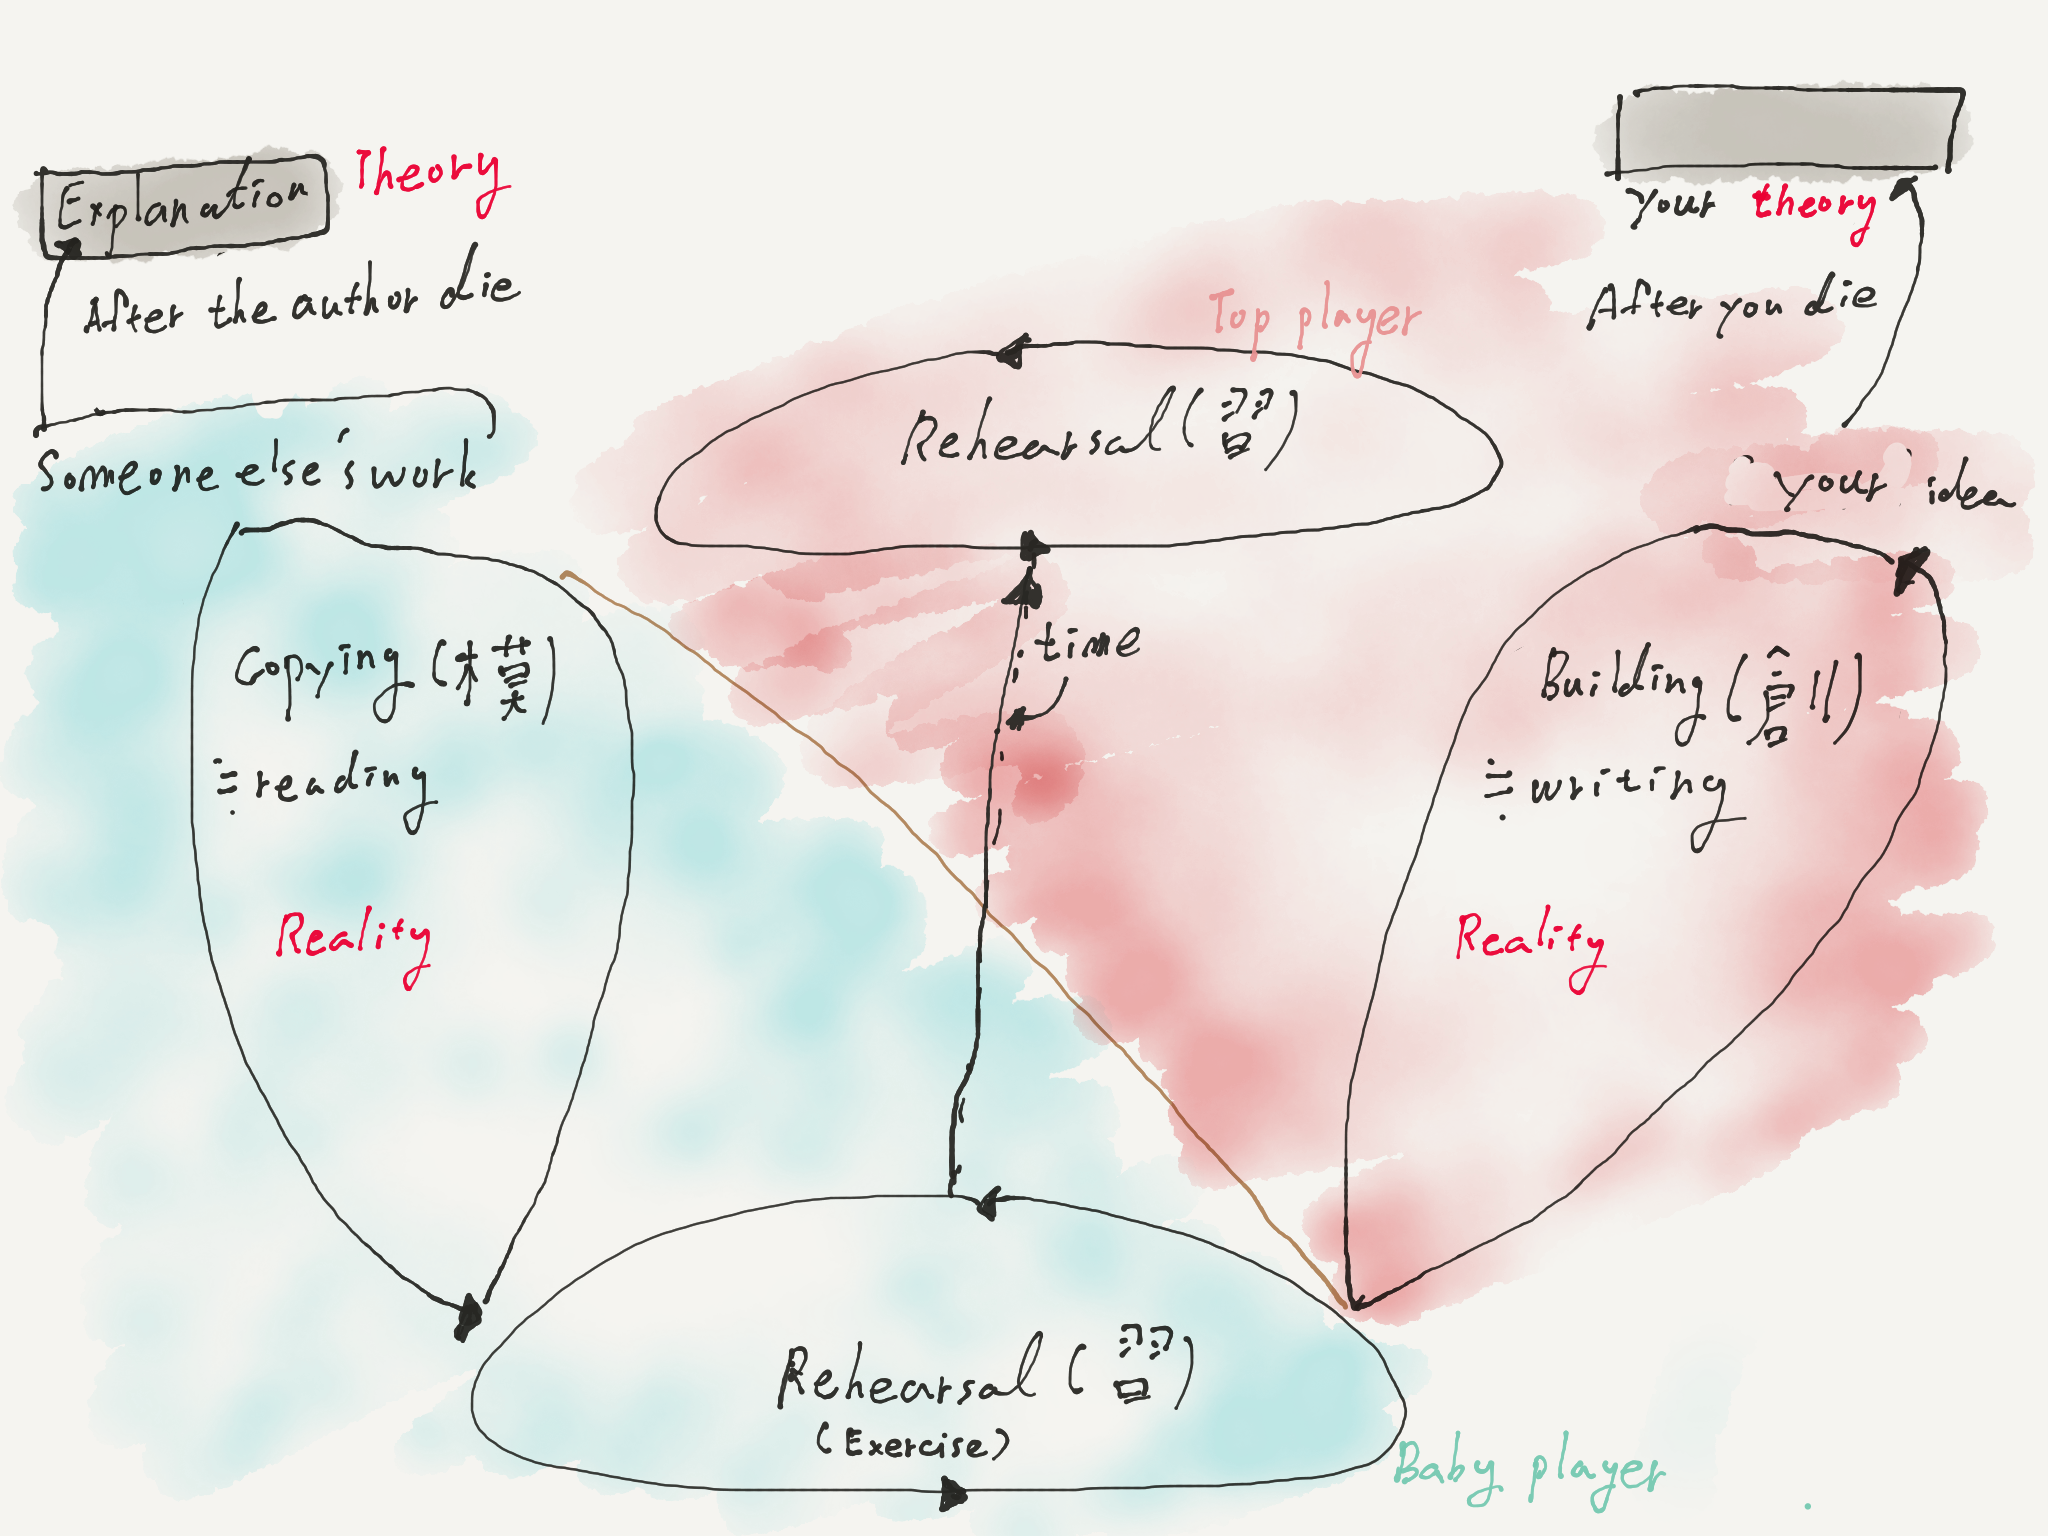 Explanation
Theory
After the author die
Someone else's work
Copying (模)
≒ reading
Reality
Top player
Rehearsal (習)
time
Rehearsal (習)
(Exercise)
Baby player
your theory
After you die
your idea
Building (創)
≒ writing
Reality